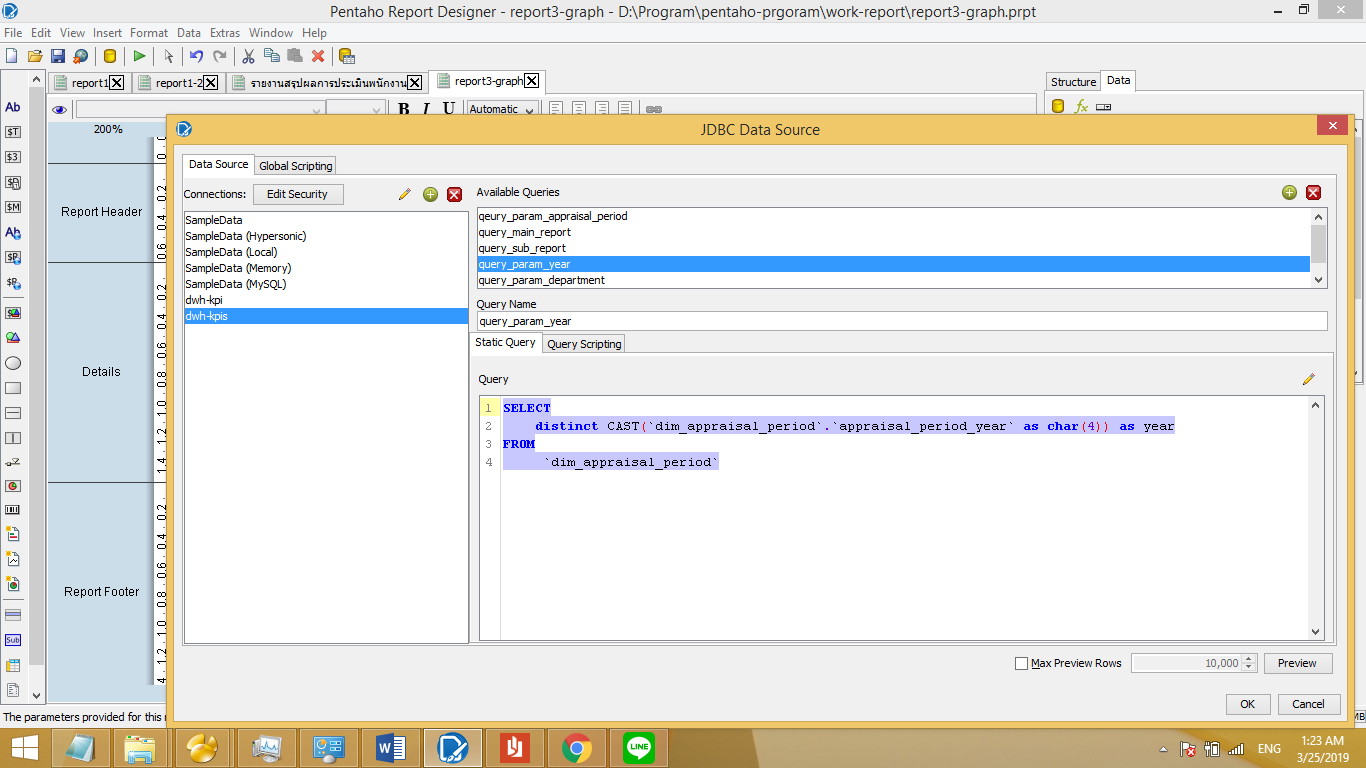 Pentaho Report Designer - report3-graph - D:\Program\pentaho-prgoram\work-report\report3-graph.prpt
File Edit View Insert Format Data Extras Window Help
report1 report1-2 รายงานสรุปผลการประเมินพนักงาน report3-graph
Structure Data
B I U Automatic
200%
JDBC Data Source
Data Source Global Scripting
Connections: Edit Security
SampleData
SampleData (Hypersonic)
SampleData (Local)
SampleData (Memory)
SampleData (MySQL)
dwh-kpi
dwh-kpis
Available Queries
qeury_param_appraisal_period
query_main_report
query_sub_report
query_param_year
query_param_department
Query Name
query_param_year
Static Query Query Scripting
Query
1 SELECT
2 distinct CAST(`dim_appraisal_period`.`appraisal_period_year` as char(4)) as year
3 FROM
4 `dim_appraisal_period`
Max Preview Rows 10,000 Preview
OK Cancel
Report Header
Details
Report Footer
The parameters provided for this
MB
ENG
1:23 AM
3/25/2019
LINE